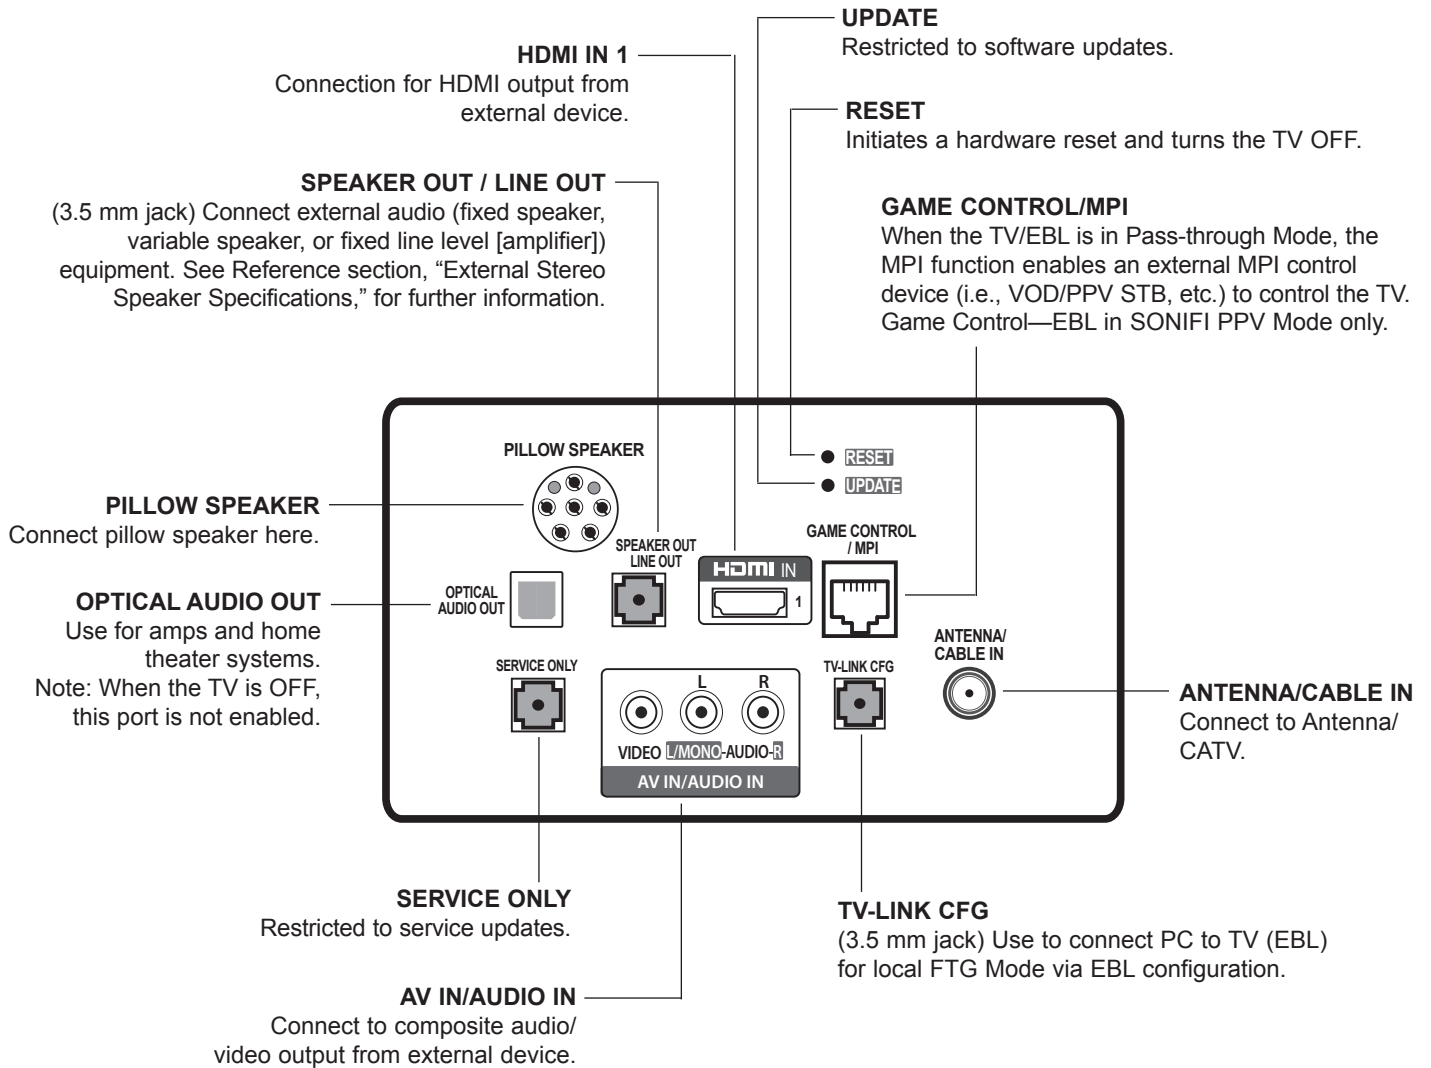 UPDATE
Restricted to software updates.
HDMI IN 1
Connection for HDMI output from
external device.
RESET
Initiates a hardware reset and turns the TV OFF.
SPEAKER OUT / LINE OUT
(3.5 mm jack) Connect external audio (fixed speaker,
variable speaker, or fixed line level [amplifier])
equipment. See Reference section, “External Stereo
Speaker Specifications,” for further information.
GAME CONTROL/MPI
When the TV/EBL is in Pass-through Mode, the
MPI function enables an external MPI control
device (i.e., VOD/PPV STB, etc.) to control the TV.
Game Control—EBL in SONIFI PPV Mode only.
PILLOW SPEAKER
Connect pillow speaker here.
OPTICAL AUDIO OUT
Use for amps and home
theater systems.
Note: When the TV is OFF,
this port is not enabled.
PILLOW SPEAKER
RESET
UPDATE
SPEAKER OUT
LINE OUT
HDMI IN
1
GAME CONTROL
/ MPI
OPTICAL
AUDIO OUT
ANTENNA/
CABLE IN
SERVICE ONLY
L R
VIDEO L/MONO-AUDIO-R
AV IN/AUDIO IN
TV-LINK CFG
ANTENNA/CABLE IN
Connect to Antenna/
CATV.
SERVICE ONLY
Restricted to service updates.
TV-LINK CFG
(3.5 mm jack) Use to connect PC to TV (EBL)
for local FTG Mode via EBL configuration.
AV IN/AUDIO IN
Connect to composite audio/
video output from external device.